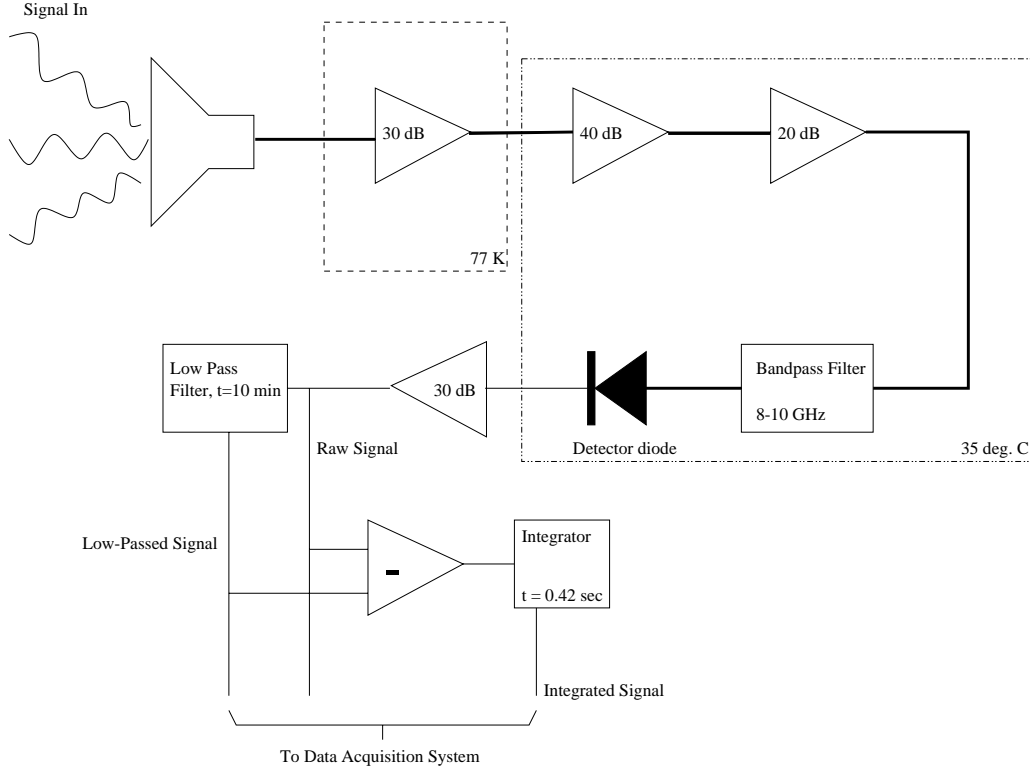 Signal In
30 dB
40 dB
20 dB
77 K
Low Pass
Filter, t=10 min
30 dB
Bandpass Filter
8-10 GHz
Raw Signal
Detector diode
35 deg. C
Low-Passed Signal
-
Integrator
t = 0.42 sec
Integrated Signal
To Data Acquisition System